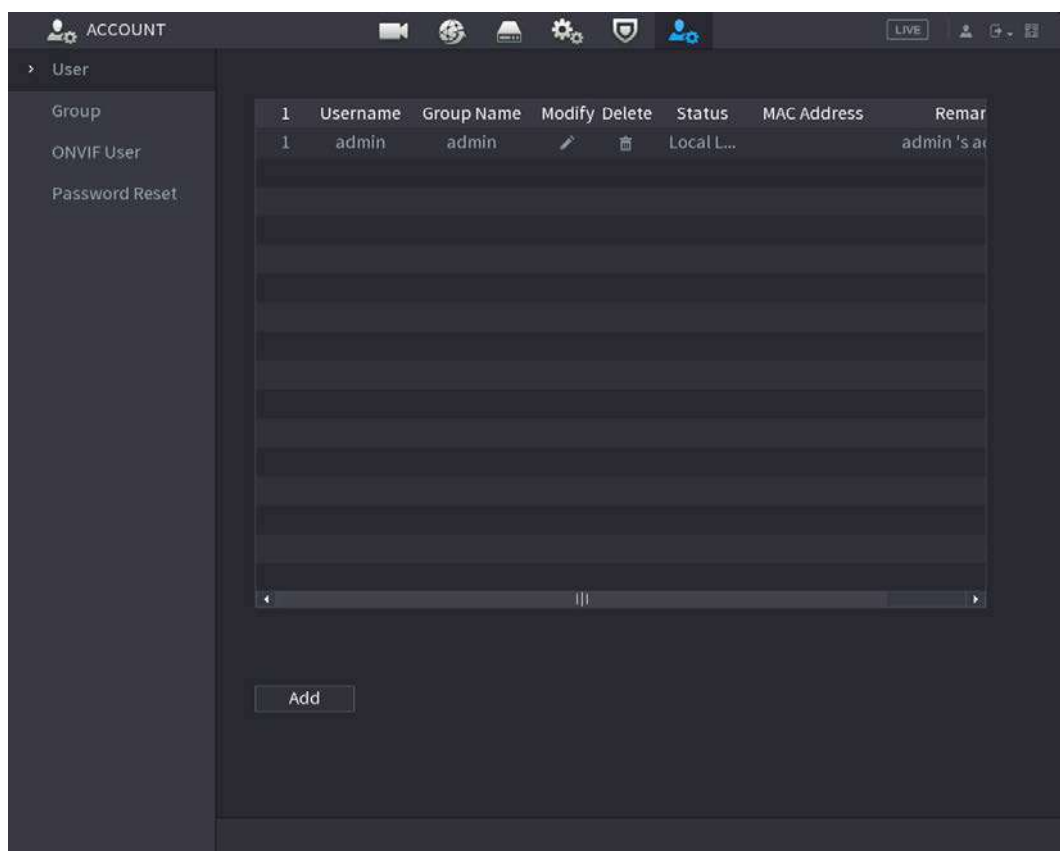 ACCOUNT LIVE
User
Group
ONVIF User
Password Reset
1 Username Group Name Modify Delete Status MAC Address Remar
1 admin admin Local L... admin 's a
Add